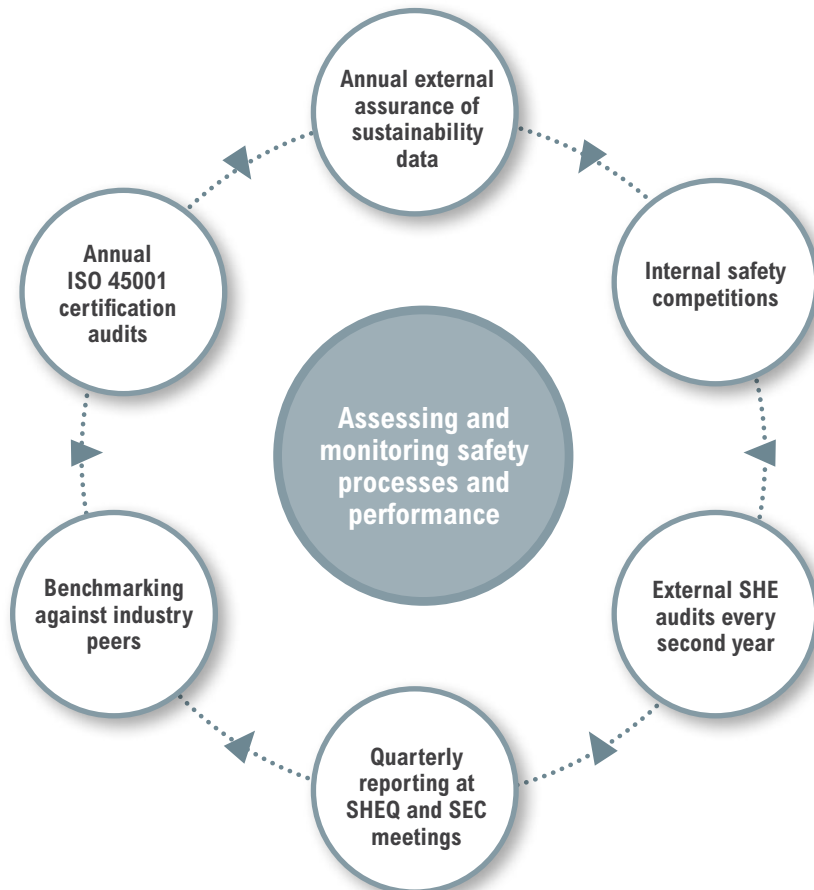 Annual external
assurance of
sustainability
data
Internal safety
competitions
External SHE
audits every
second year
Quarterly
reporting at
SHEQ and SEC
meetings
Benchmarking
against industry
peers
Annual
ISO 45001
certification
audits
Assessing and
monitoring safety
processes and
performance